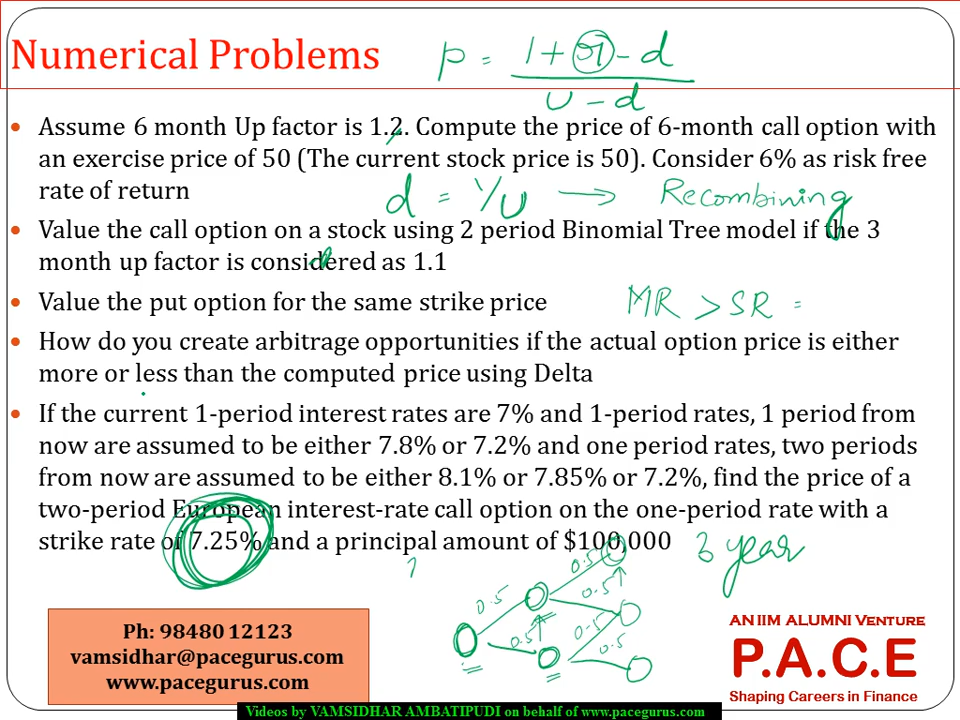 Numerical Problems
p = 1 + r - d
u - d
• Assume 6 month Up factor is 1.2. Compute the price of 6-month call option with
an exercise price of 50 (The current stock price is 50). Consider 6% as risk free
rate of return
d = 1/u → Recombining
• Value the call option on a stock using 2 period Binomial Tree model if the 3
month up factor is considered as 1.1
• Value the put option for the same strike price
MR > SR =
• How do you create arbitrage opportunities if the actual option price is either
more or less than the computed price using Delta
• If the current 1-period interest rates are 7% and 1-period rates, 1 period from
now are assumed to be either 7.8% or 7.2% and one period rates, two periods
from now are assumed to be either 8.1% or 7.85% or 7.2%, find the price of a
two-period European interest-rate call option on the one-period rate with a
strike rate of 7.25% and a principal amount of $100,000
3 year
0.5
0.5
0.5
0.5
0.5
0.5
Ph: 98480 12123
vamsidhar@pacegurus.com
www.pacegurus.com
AN IIM ALUMNI VENTURE
P.A.C.E
Shaping Careers in Finance
Videos by VAMSIDHAR AMBATIPUDI on behalf of www.pacegurus.com